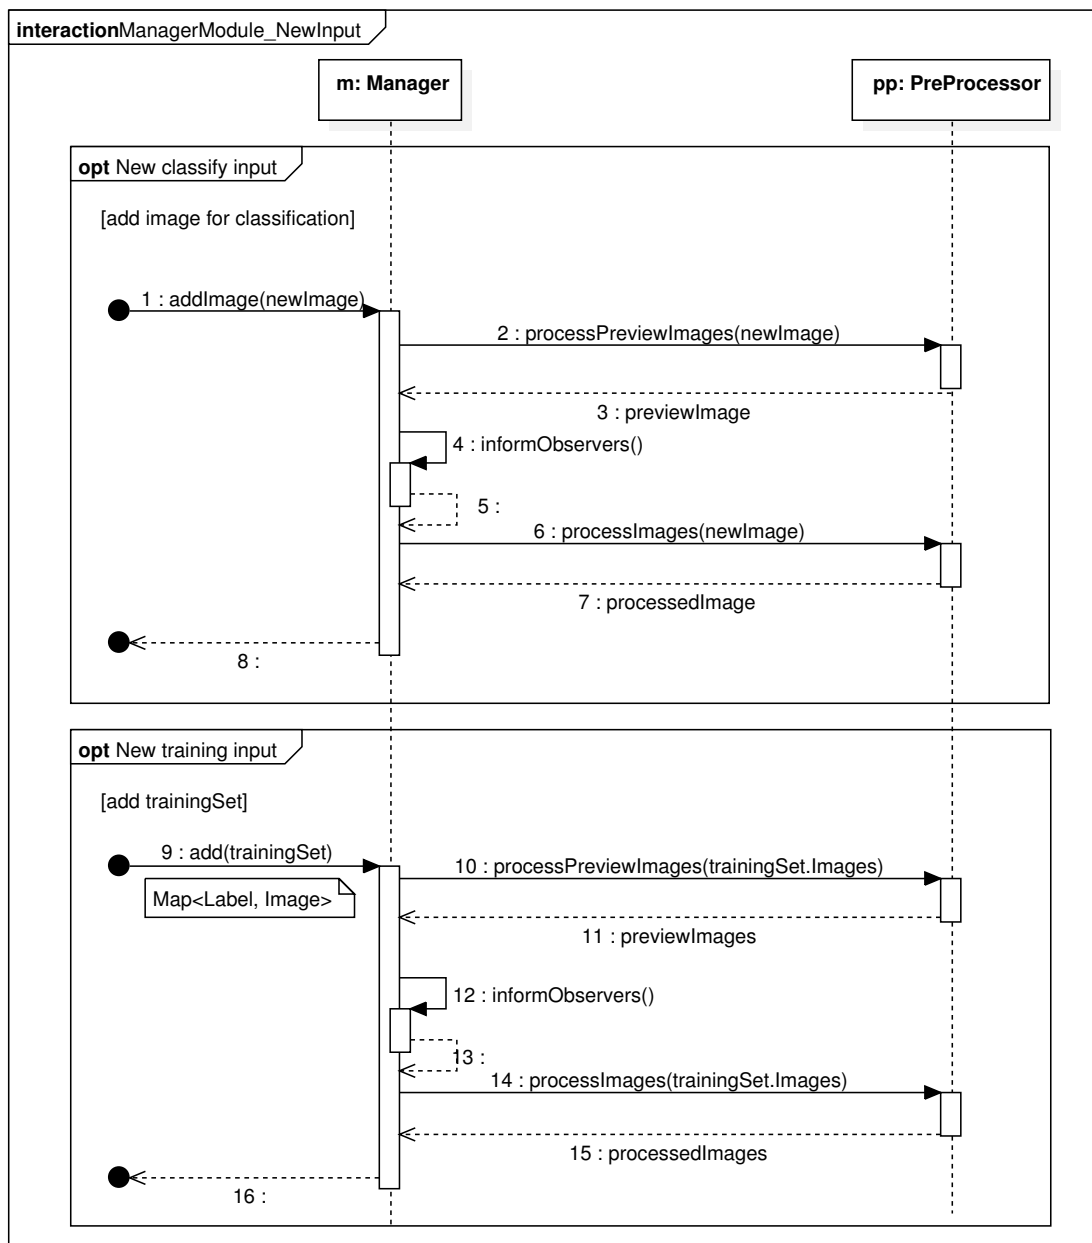 interactionManagerModule_NewInput
m: Manager
pp: PreProcessor
opt New classify input
[add image for classification]
1 : addImage(newImage)
2 : processPreviewImages(newImage)
3 : previewImage
4 : informObservers()
5 :
6 : processImages(newImage)
7 : processedImage
8 :
opt New training input
[add trainingSet]
9 : add(trainingSet)
10 : processPreviewImages(trainingSet.Images)
Map<Label, Image>
11 : previewImages
12 : informObservers()
13 :
14 : processImages(trainingSet.Images)
15 : processedImages
16 :